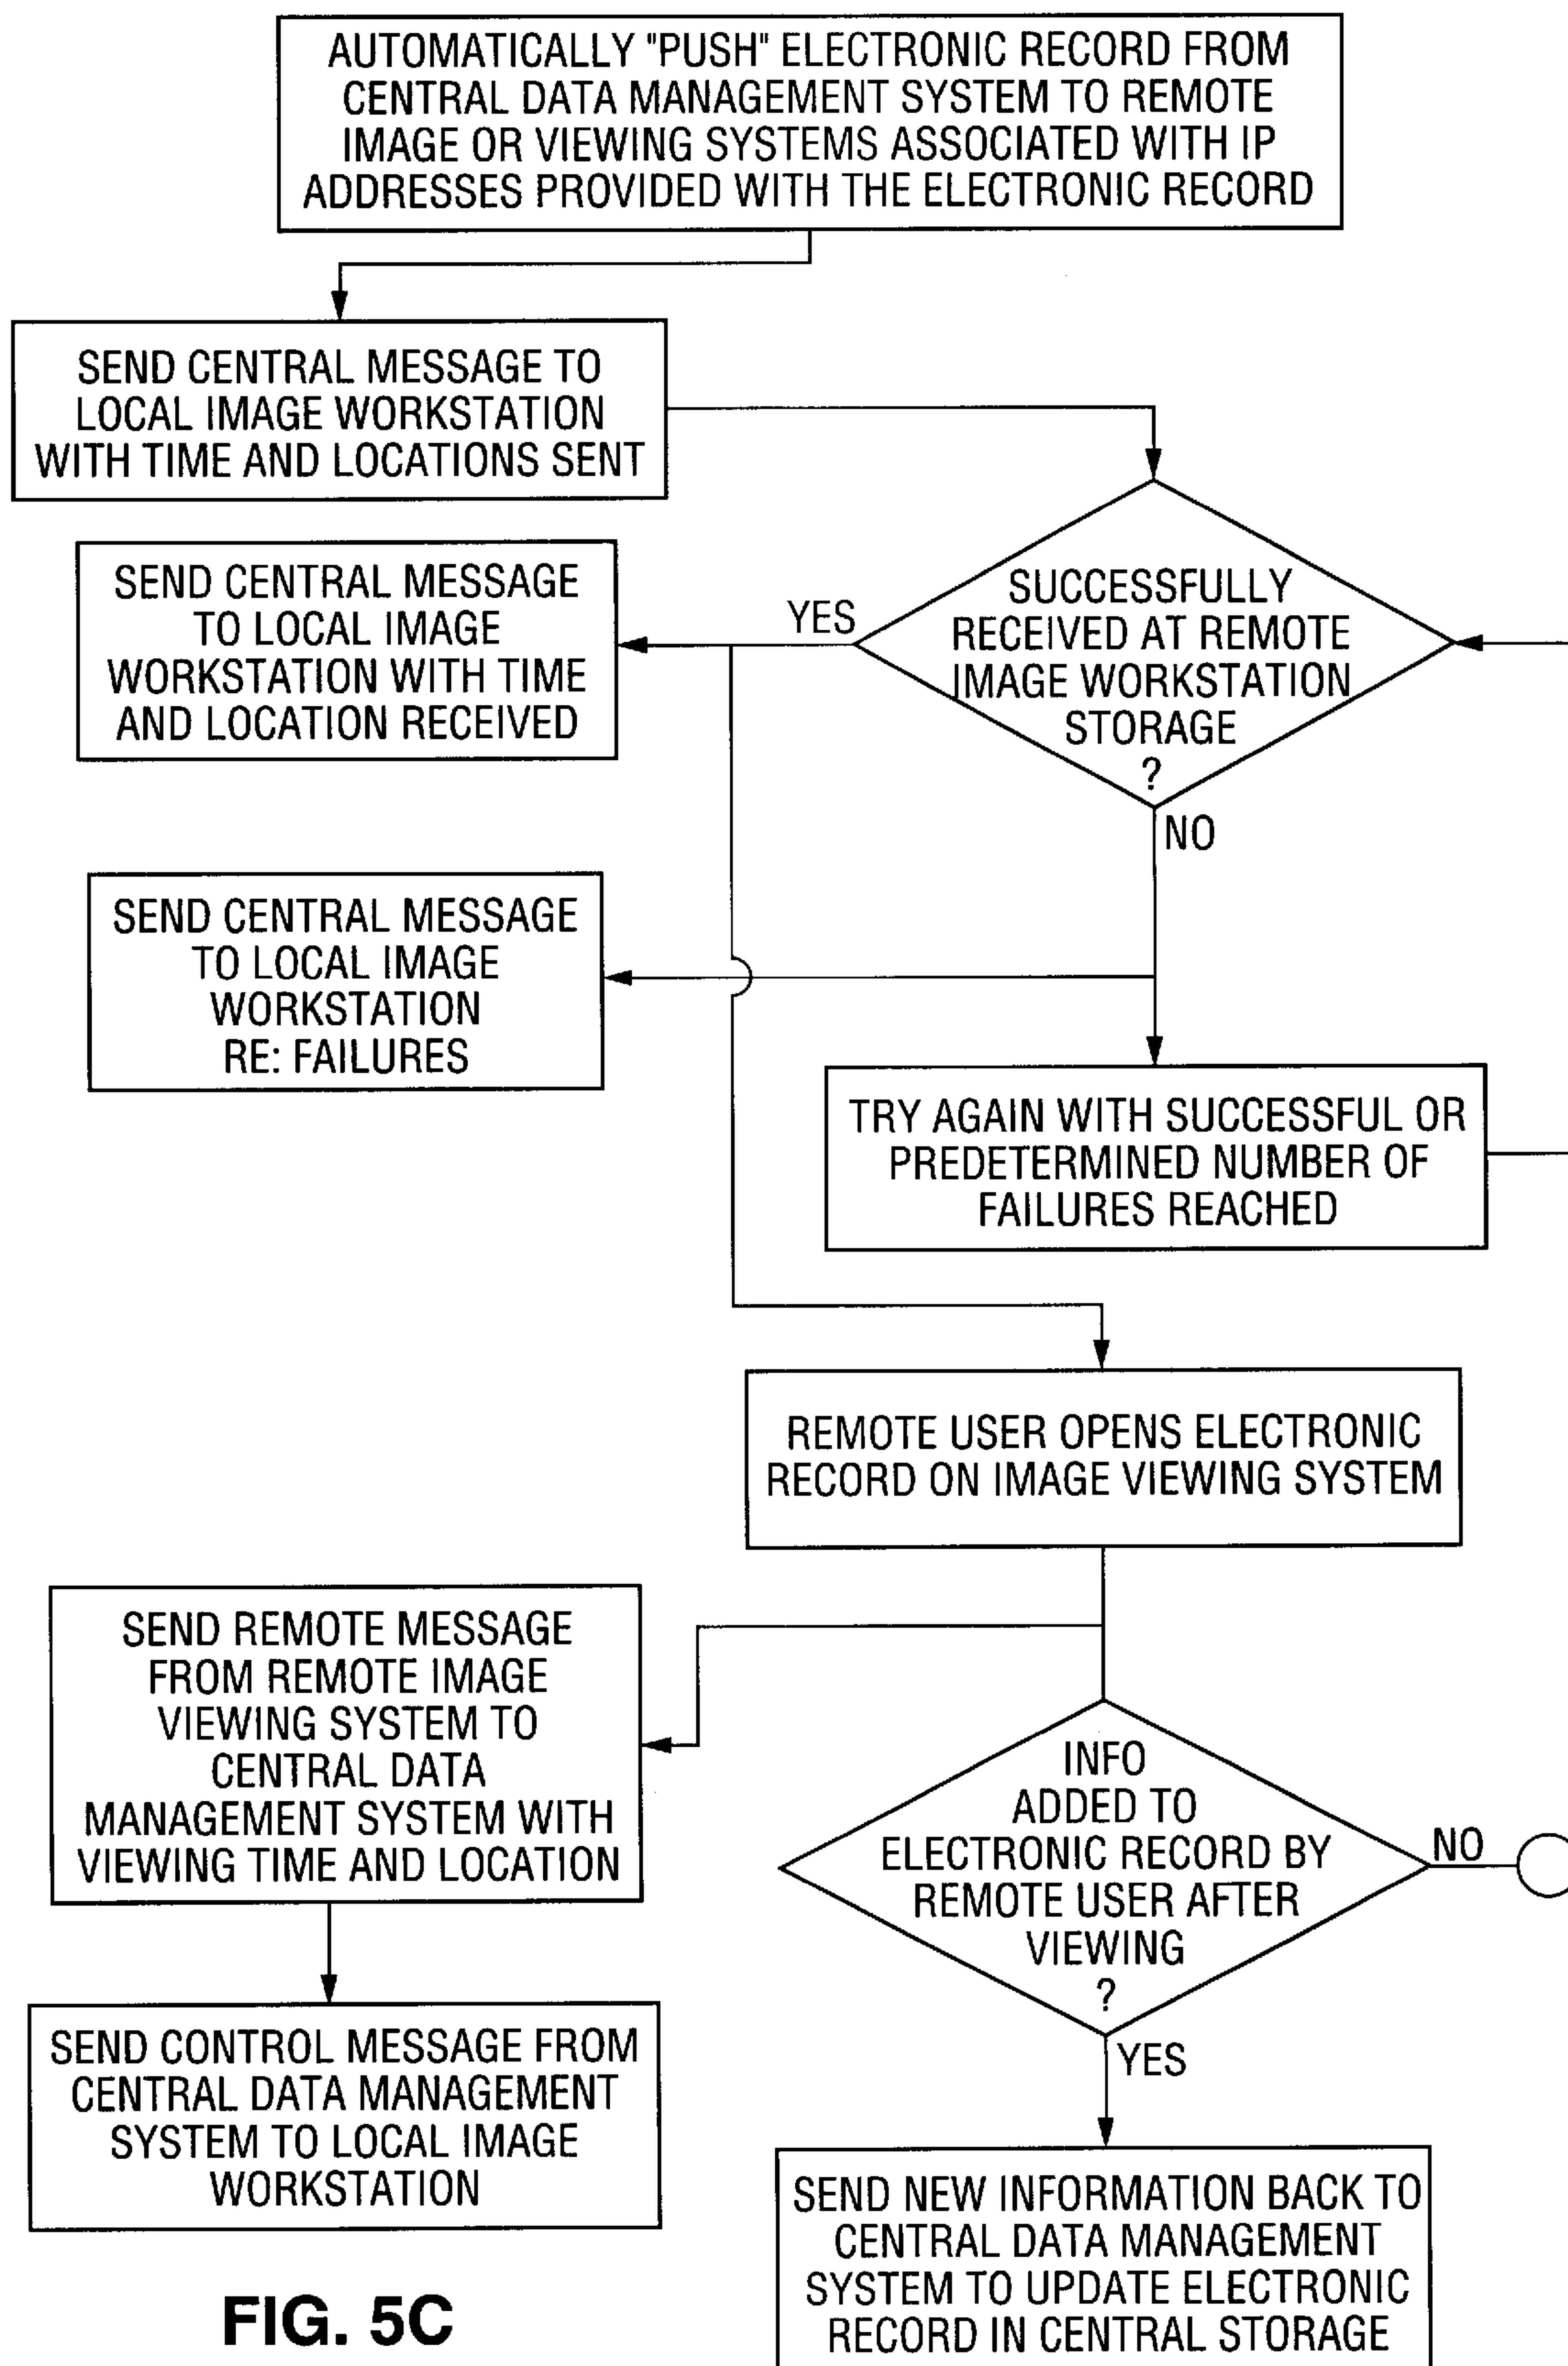 AUTOMATICALLY "PUSH" ELECTRONIC RECORD FROM
CENTRAL DATA MANAGEMENT SYSTEM TO REMOTE
IMAGE OR VIEWING SYSTEMS ASSOCIATED WITH IP
ADDRESSES PROVIDED WITH THE ELECTRONIC RECORD
SEND CENTRAL MESSAGE TO
LOCAL IMAGE WORKSTATION
WITH TIME AND LOCATIONS SENT
SEND CENTRAL MESSAGE
TO LOCAL IMAGE
WORKSTATION WITH TIME
AND LOCATION RECEIVED
YES
SUCCESSFULLY
RECEIVED AT REMOTE
IMAGE WORKSTATION
STORAGE
?
NO
SEND CENTRAL MESSAGE
TO LOCAL IMAGE
WORKSTATION
RE: FAILURES
TRY AGAIN WITH SUCCESSFUL OR
PREDETERMINED NUMBER OF
FAILURES REACHED
REMOTE USER OPENS ELECTRONIC
RECORD ON IMAGE VIEWING SYSTEM
SEND REMOTE MESSAGE
FROM REMOTE IMAGE
VIEWING SYSTEM TO
CENTRAL DATA
MANAGEMENT SYSTEM WITH
VIEWING TIME AND LOCATION
INFO
ADDED TO
ELECTRONIC RECORD BY
REMOTE USER AFTER
VIEWING
?
NO
YES
SEND CONTROL MESSAGE FROM
CENTRAL DATA MANAGEMENT
SYSTEM TO LOCAL IMAGE
WORKSTATION
SEND NEW INFORMATION BACK TO
CENTRAL DATA MANAGEMENT
SYSTEM TO UPDATE ELECTRONIC
RECORD IN CENTRAL STORAGE
FIG. 5C